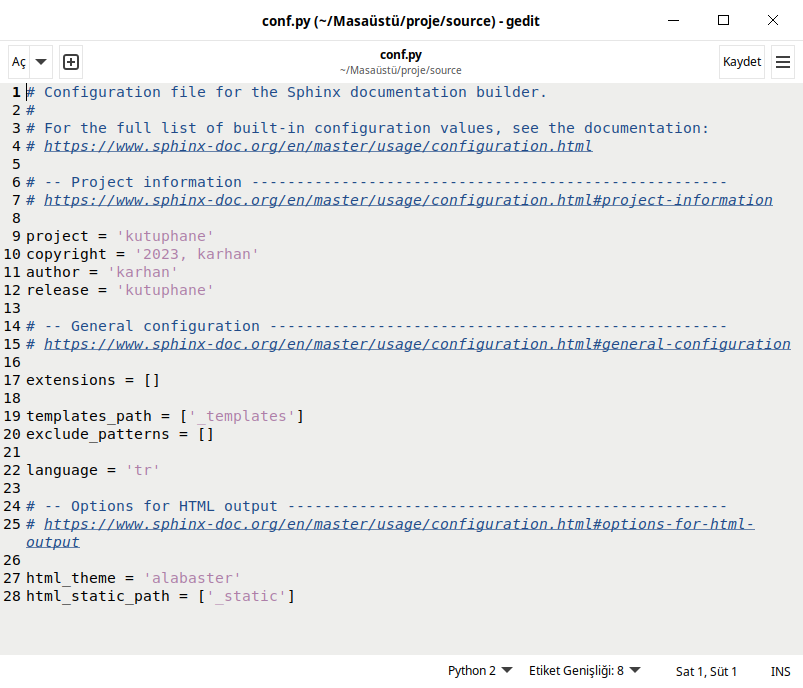 conf.py (~/Masaüstü/proje/source) - gedit
Aç
conf.py
~/Masaüstü/proje/source
Kaydet
1 # Configuration file for the Sphinx documentation builder.
2 #
3 # For the full list of built-in configuration values, see the documentation:
4 # https://www.sphinx-doc.org/en/master/usage/configuration.html
5
6 # -- Project information -----------------------------------------------------
7 # https://www.sphinx-doc.org/en/master/usage/configuration.html#project-information
8
9 project = 'kutuphane'
10 copyright = '2023, karhan'
11 author = 'karhan'
12 release = 'kutuphane'
13
14 # -- General configuration ---------------------------------------------------
15 # https://www.sphinx-doc.org/en/master/usage/configuration.html#general-configuration
16
17 extensions = []
18
19 templates_path = ['_templates']
20 exclude_patterns = []
21
22 language = 'tr'
23
24 # -- Options for HTML output -------------------------------------------------
25 # https://www.sphinx-doc.org/en/master/usage/configuration.html#options-for-html-
output
26
27 html_theme = 'alabaster'
28 html_static_path = ['_static']
Python 2 Etiket Genişliği: 8 Sat 1, Süt 1 INS